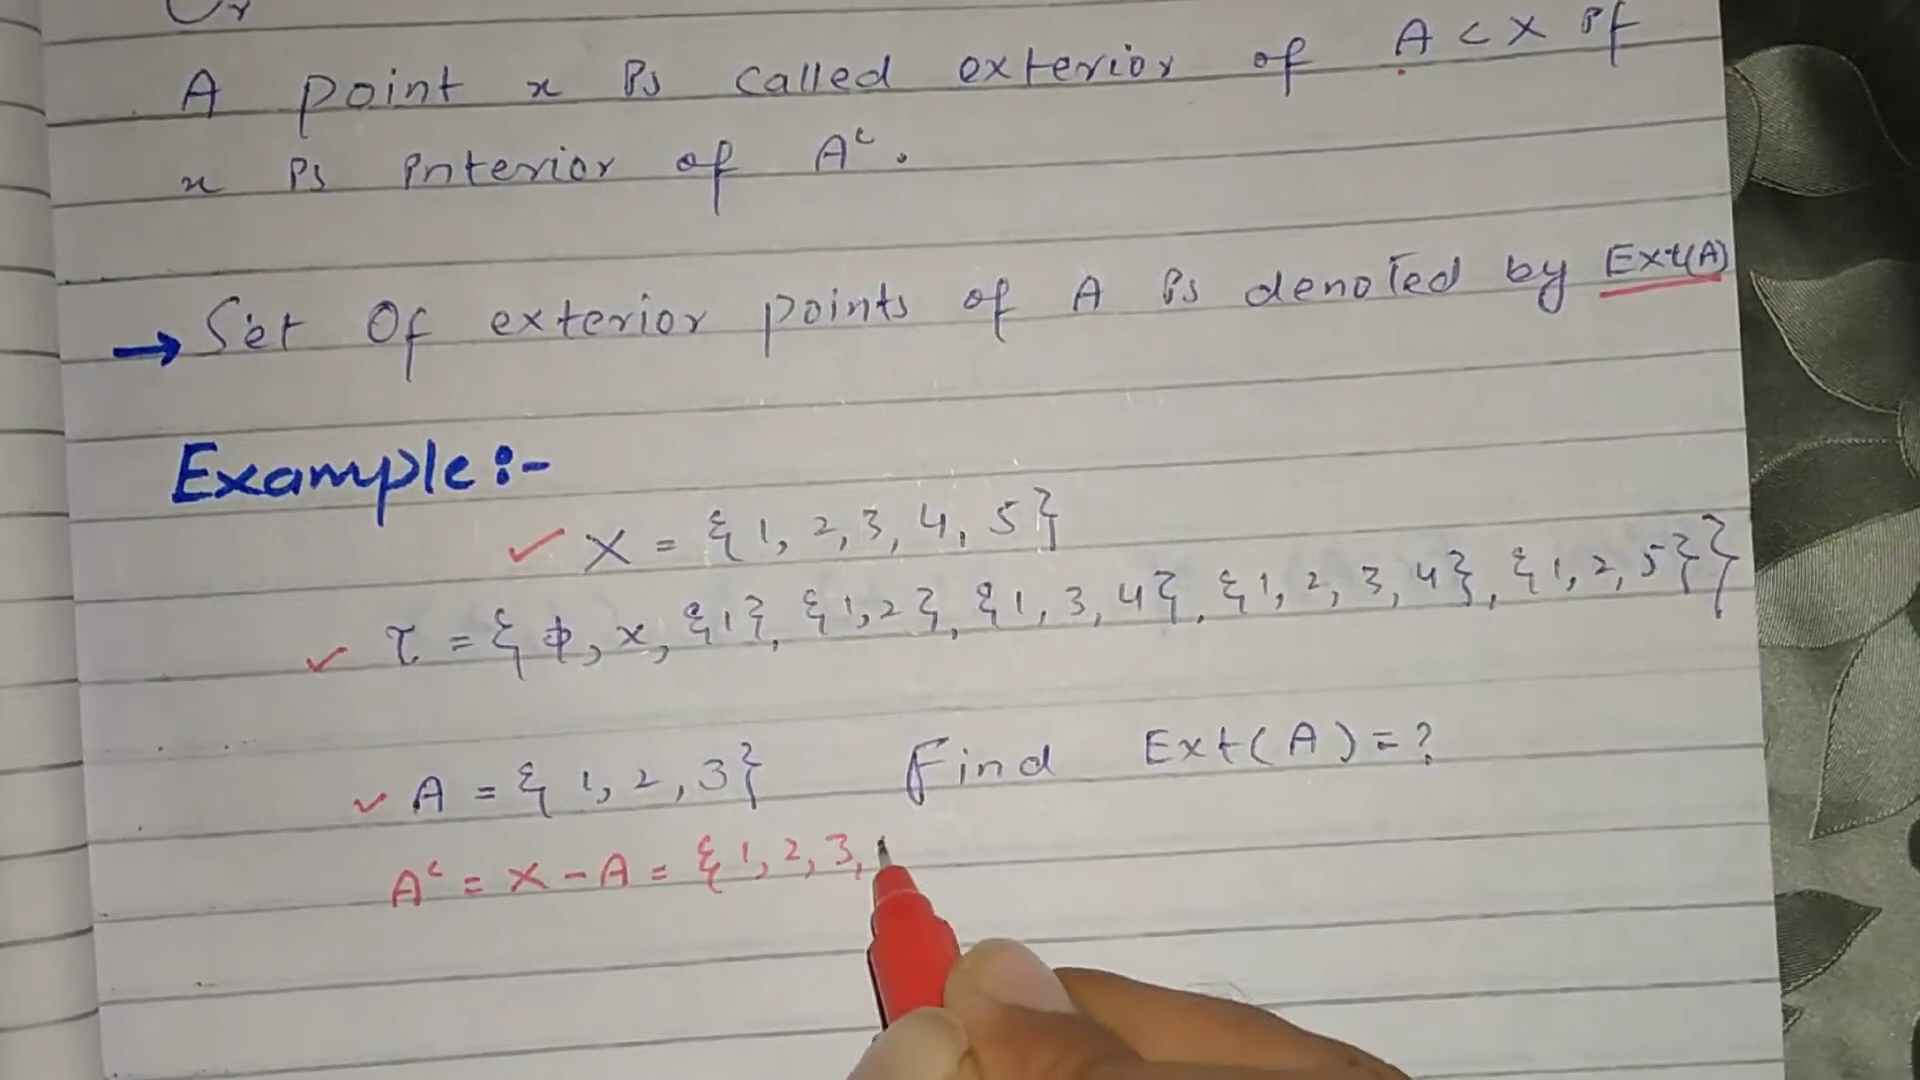 Or
A point x is called exterior of A ⊂ X if
x is interior of Aᶜ.
→ Set Of exterior points of A is denoted by Ext(A)
Example:-
✓ X = {1, 2, 3, 4, 5}
✓ τ = {ϕ, x, {1}, {1,2}, {1, 3, 4}, {1, 2, 3, 4}, {1, 2, 5}}
✓ A = {1, 2, 3} Find Ext(A) = ?
Aᶜ = X - A = {1, 2, 3,